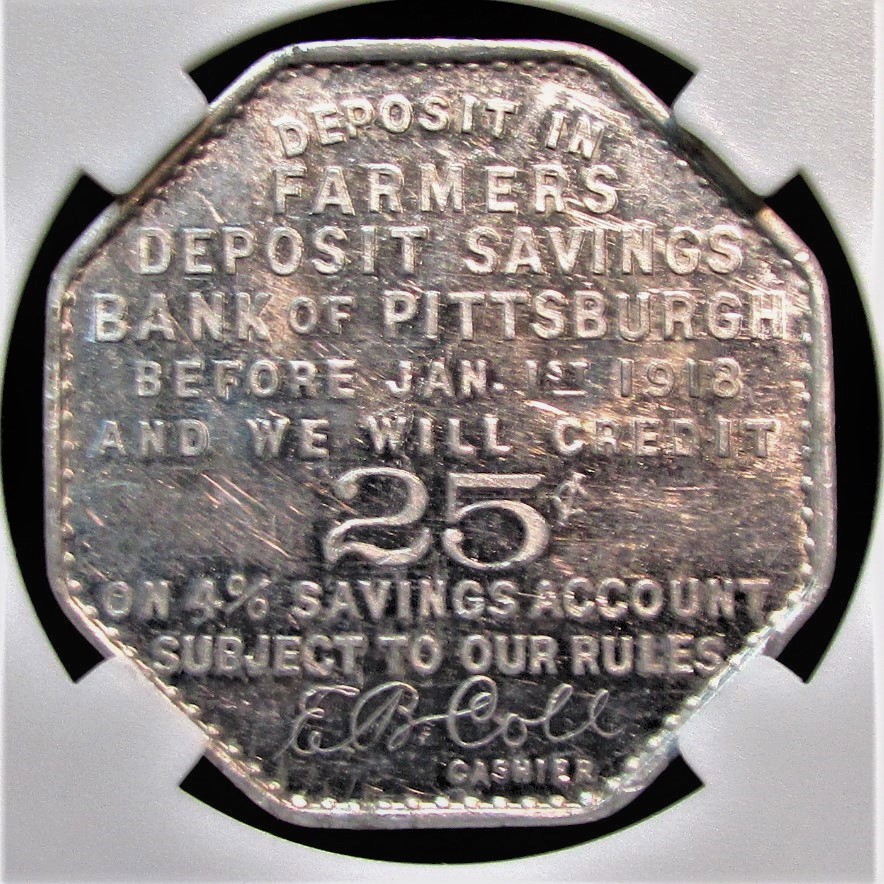 DEPOSIT IN
FARMERS
DEPOSIT SAVINGS
BANK OF PITTSBURGH
BEFORE JAN. 1ST 1918
AND WE WILL CREDIT
25¢
ON 4% SAVINGS ACCOUNT
SUBJECT TO OUR RULES
E B Coll
CASHIER